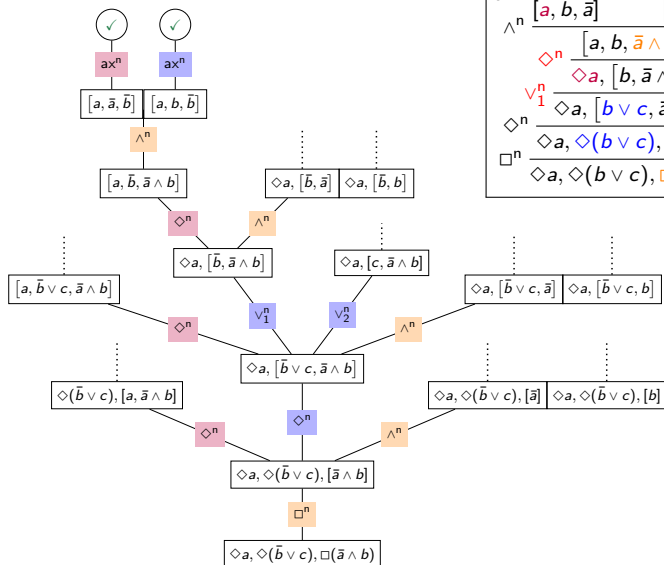 ✓ ✓
axⁿ axⁿ
[a, ā, b̄] [a, b, b̄]
∧ⁿ
[a, b̄, ā ∧ b] ◇a, [b̄, ā] ◇a, [b̄, b]
◇ⁿ ∧ⁿ
◇a, [b̄, ā ∧ b] ◇a, [c, ā ∧ b]
[a, b̄ ∨ c, ā ∧ b] ◇a, [b̄ ∨ c, ā] ◇a, [b̄ ∨ c, b]
◇ⁿ ∨₁ⁿ ∨₂ⁿ ∧ⁿ
◇a, [b̄ ∨ c, ā ∧ b]
◇(b̄ ∨ c), [a, ā ∧ b] ◇a, ◇(b̄ ∨ c), [ā] ◇a, ◇(b̄ ∨ c), [b]
◇ⁿ ◇ⁿ ∧ⁿ
◇a, ◇(b̄ ∨ c), [ā ∧ b]
□ⁿ
◇a, ◇(b̄ ∨ c), □(ā ∧ b)
∧ⁿ [a, b, ā]
◇ⁿ [a, b, ā ∧
∨₁ⁿ ◇a, [b, ā ∧
◇ⁿ ◇a, [b ∨ c, ā
□ⁿ ◇a, ◇(b ∨ c),
◇a, ◇(b ∨ c), □